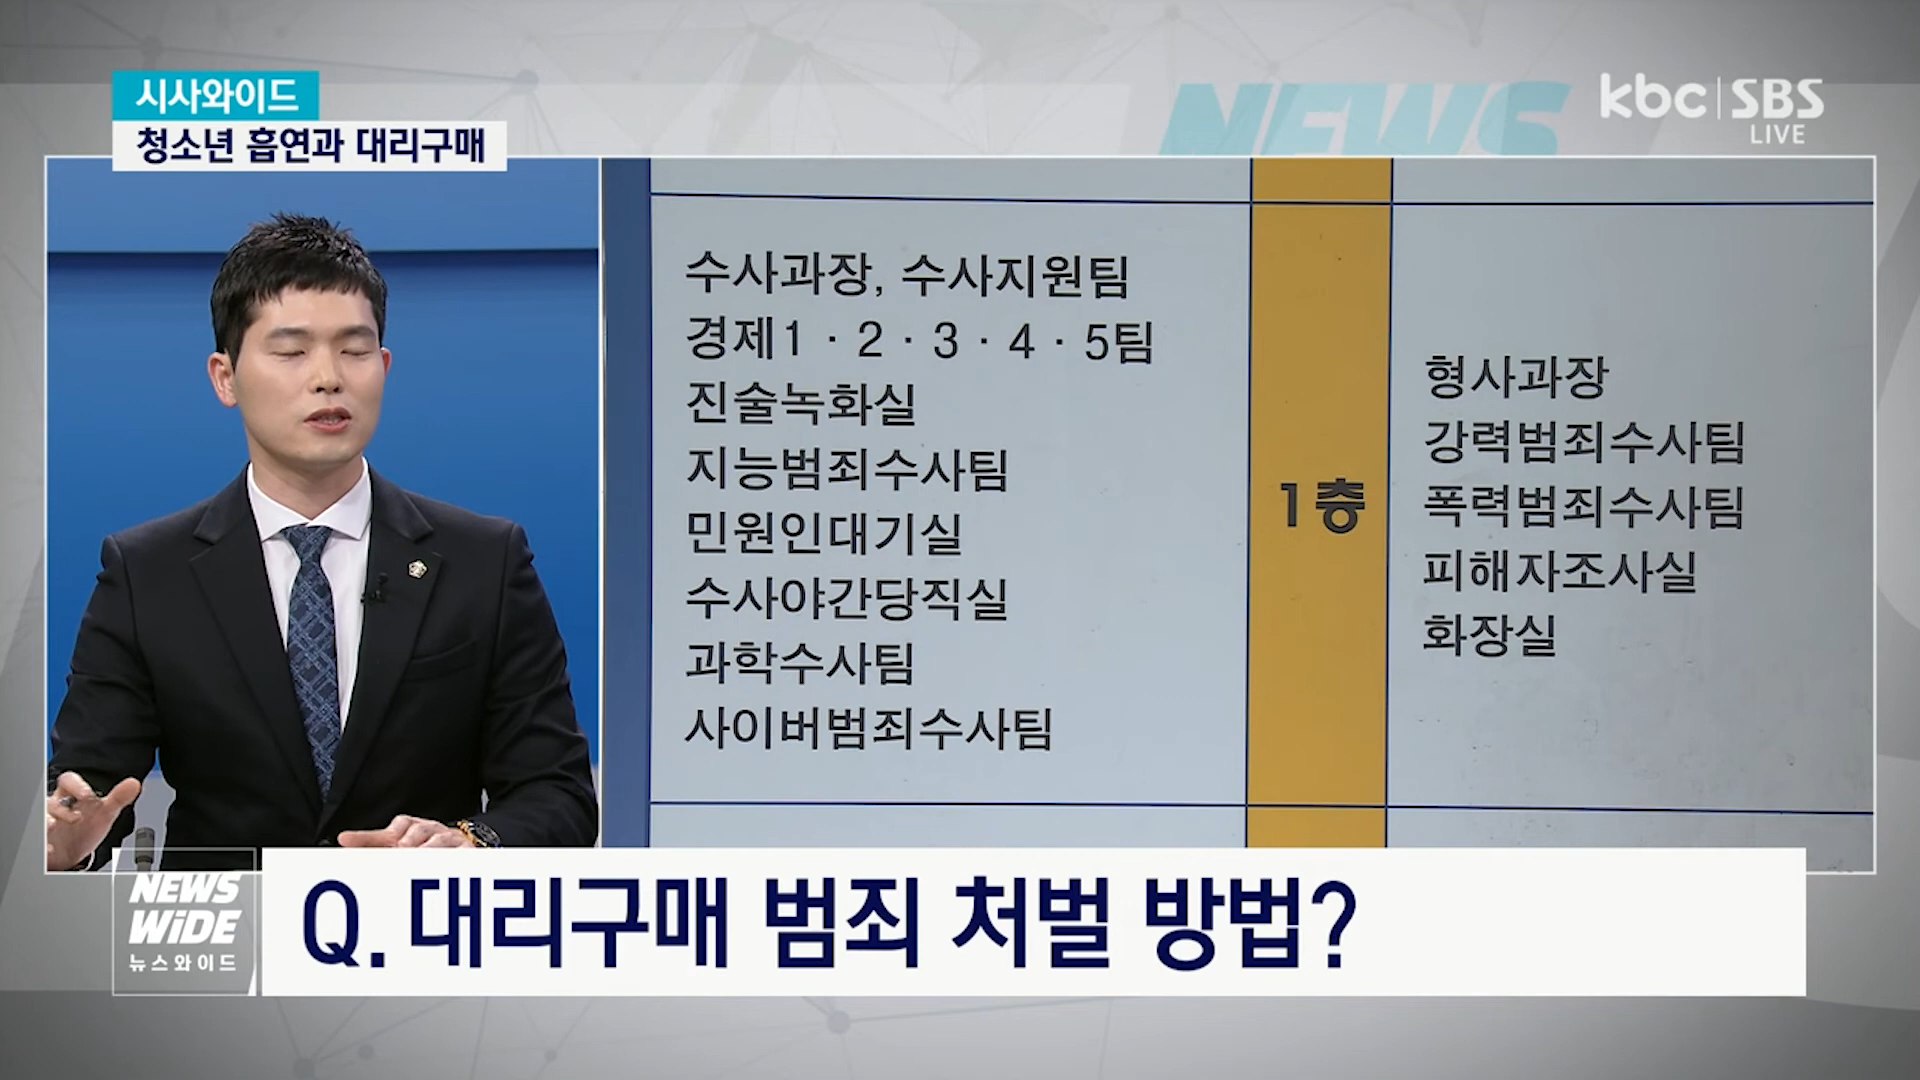 시사와이드
청소년 흡연과 대리구매
NEWS
kbc SBS
LIVE
수사과장, 수사지원팀
경제1 · 2 · 3 · 4 · 5팀
진술녹화실
지능범죄수사팀
민원인대기실
수사야간당직실
과학수사팀
사이버범죄수사팀
1층
형사과장
강력범죄수사팀
폭력범죄수사팀
피해자조사실
화장실
NEWS
WiDE
뉴스와이드
Q. 대리구매 범죄 처벌 방법?